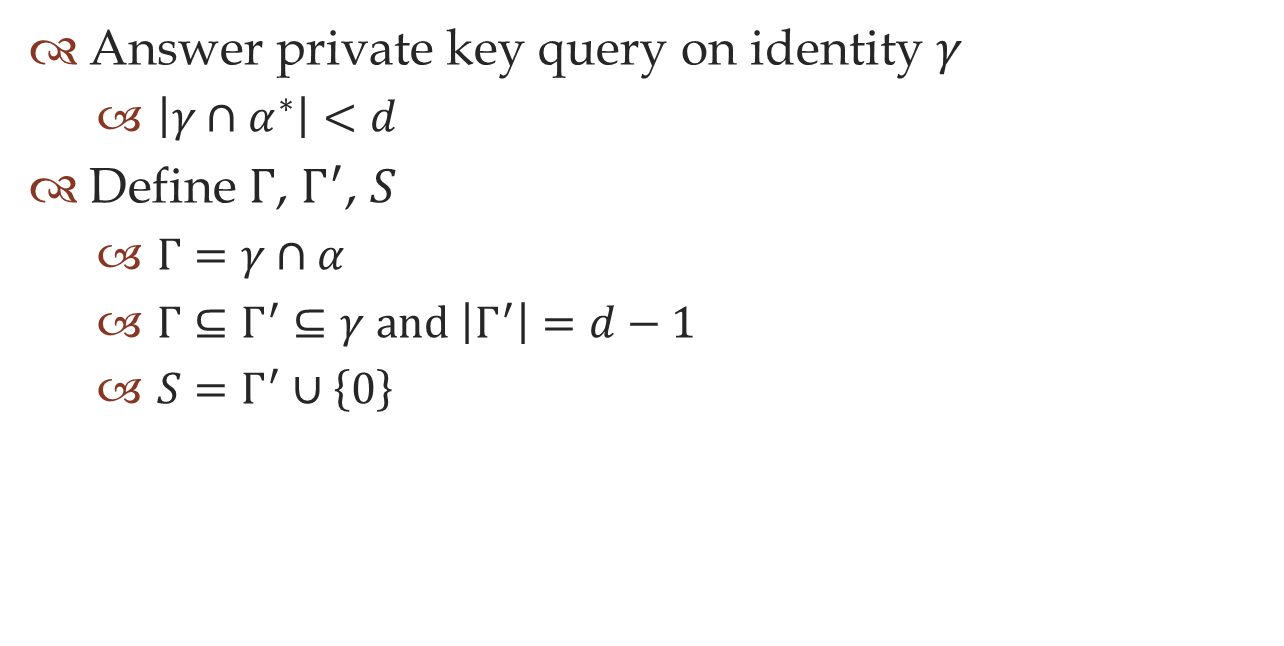 Answer private key query on identity γ
|γ ∩ α*| < d
Define Γ, Γ′, S
Γ = γ ∩ α
Γ ⊆ Γ′ ⊆ γ and |Γ′| = d − 1
S = Γ′ ∪ {0}